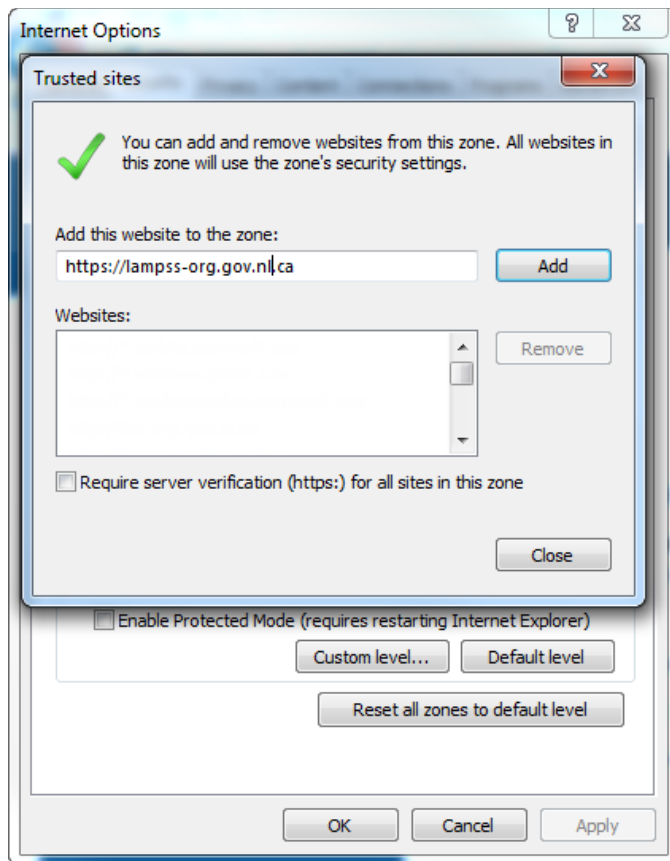 Internet Options
Trusted sites
You can add and remove websites from this zone. All websites in
this zone will use the zone's security settings.
Add this website to the zone:
https://lampss-org.gov.nl.ca
Add
Websites:
Remove
Require server verification (https:) for all sites in this zone
Close
Enable Protected Mode (requires restarting Internet Explorer)
Custom level...
Default level
Reset all zones to default level
OK
Cancel
Apply